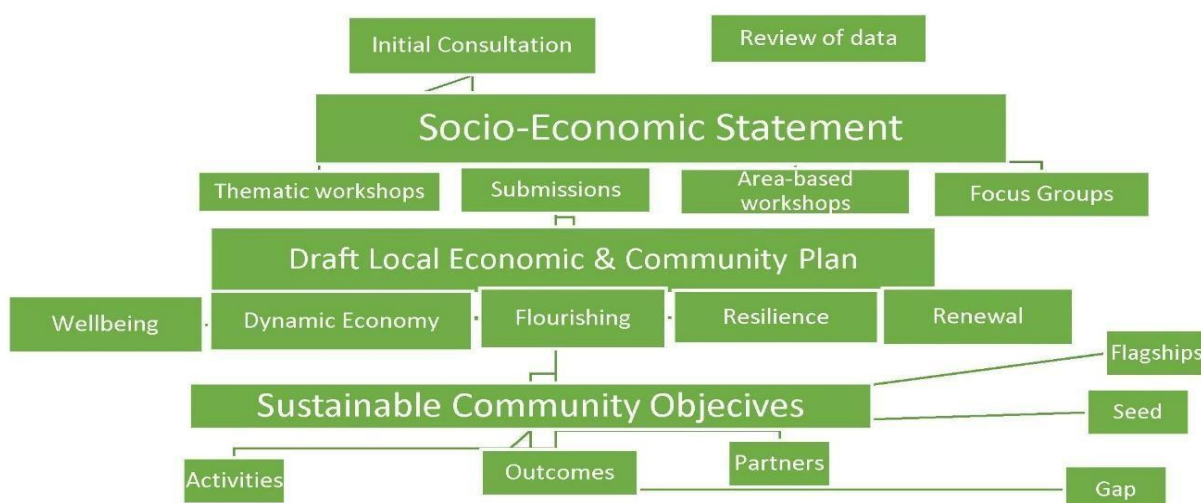 Initial Consultation
Review of data
Socio-Economic Statement
Thematic workshops
Submissions
Area-based
workshops
Focus Groups
Draft Local Economic & Community Plan
Wellbeing
Dynamic Economy
Flourishing
Resilience
Renewal
Flagships
Sustainable Community Objecives
Seed
Activities
Outcomes
Partners
Gap